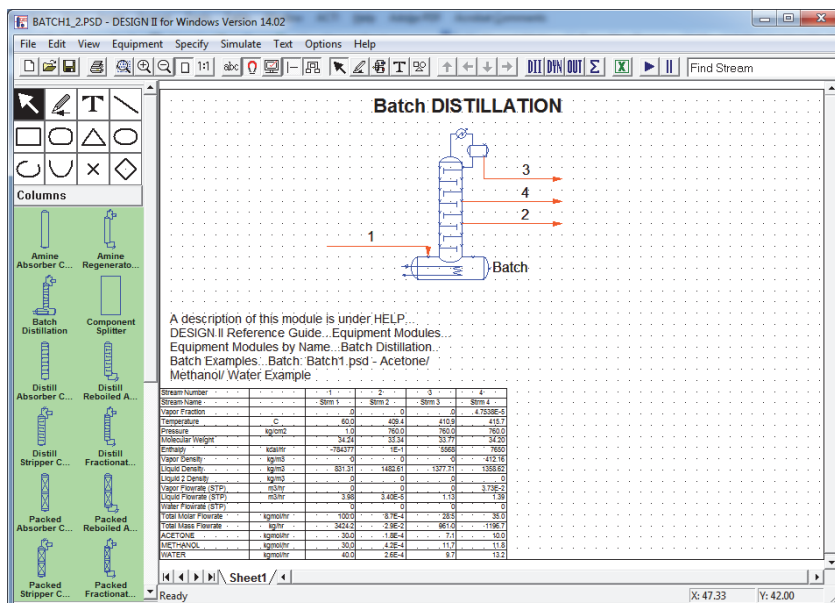 BATCH1_2.PSD - DESIGN II for Windows Version 14.02
File Edit View Equipment Specify Simulate Text Options Help
1:1 abc T DII DYN OUT Σ X Find Stream
T
Columns
Amine Absorber C... Amine Regenerato...
Batch Distillation Component Splitter
Distill Absorber C... Distill Reboiled A...
Distill Stripper C... Distill Fractionat...
Packed Absorber C... Packed Reboiled A...
Packed Stripper C... Packed Fractionat...
Batch DISTILLATION
3
4
2
1
Batch
A description of this module is under HELP...
DESIGN II Reference Guide...Equipment Modules...
Equipment Modules by Name...Batch Distillation..
Batch Examples...Batch: Batch1.psd - Acetone/
Methanol/ Water Example
Stream Number 1 2 3 4
Stream Name Strm 1 Strm 2 Strm 3 Strm 4
Vapor Fraction .0 0 .0 4.7538E-5
Temperature C 60.0 409.4 410.9 415.7
Pressure kg/cm2 1.0 760.0 760.0 760.0
Molecular Weight 34.24 33.34 33.77 34.20
Enthalpy kcal/hr -784377 1E-1 5568 7650
Vapor Density kg/m3 0 0 0 412.16
Liquid Density kg/m3 831.31 1482.61 1377.71 1358.62
Liquid 2 Density kg/m3 0 0 0 0
Vapor Flowrate (STP) m3/hr 0 0 0 3.73E-2
Liquid Flowrate (STP) m3/hr 3.98 3.40E-5 1.13 1.39
Water Flowrate (STP) 0 0 0 0
Total Molar Flowrate kgmol/hr 100.0 8.7E-4 28.5 35.0
Total Mass Flowrate kg/hr 3424.2 2.9E-2 961.0 1196.7
ACETONE kgmol/hr 30.0 1.8E-4 7.1 10.0
METHANOL kgmol/hr 30.0 4.2E-4 11.7 11.8
WATER kgmol/hr 40.0 2.6E-4 9.7 13.2
Sheet1
Ready X: 47.33 Y: 42.00